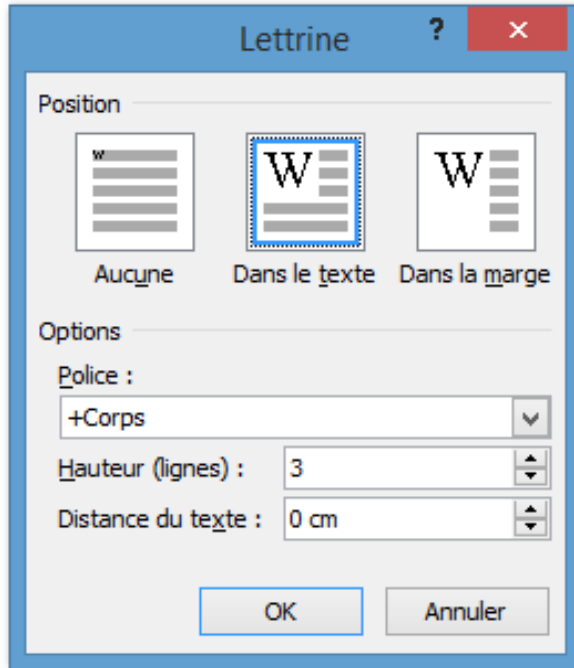 Lettrine ?
Position
W W W
Aucune Dans le texte Dans la marge
Options
Police :
+Corps
Hauteur (lignes) : 3
Distance du texte : 0 cm
OK Annuler